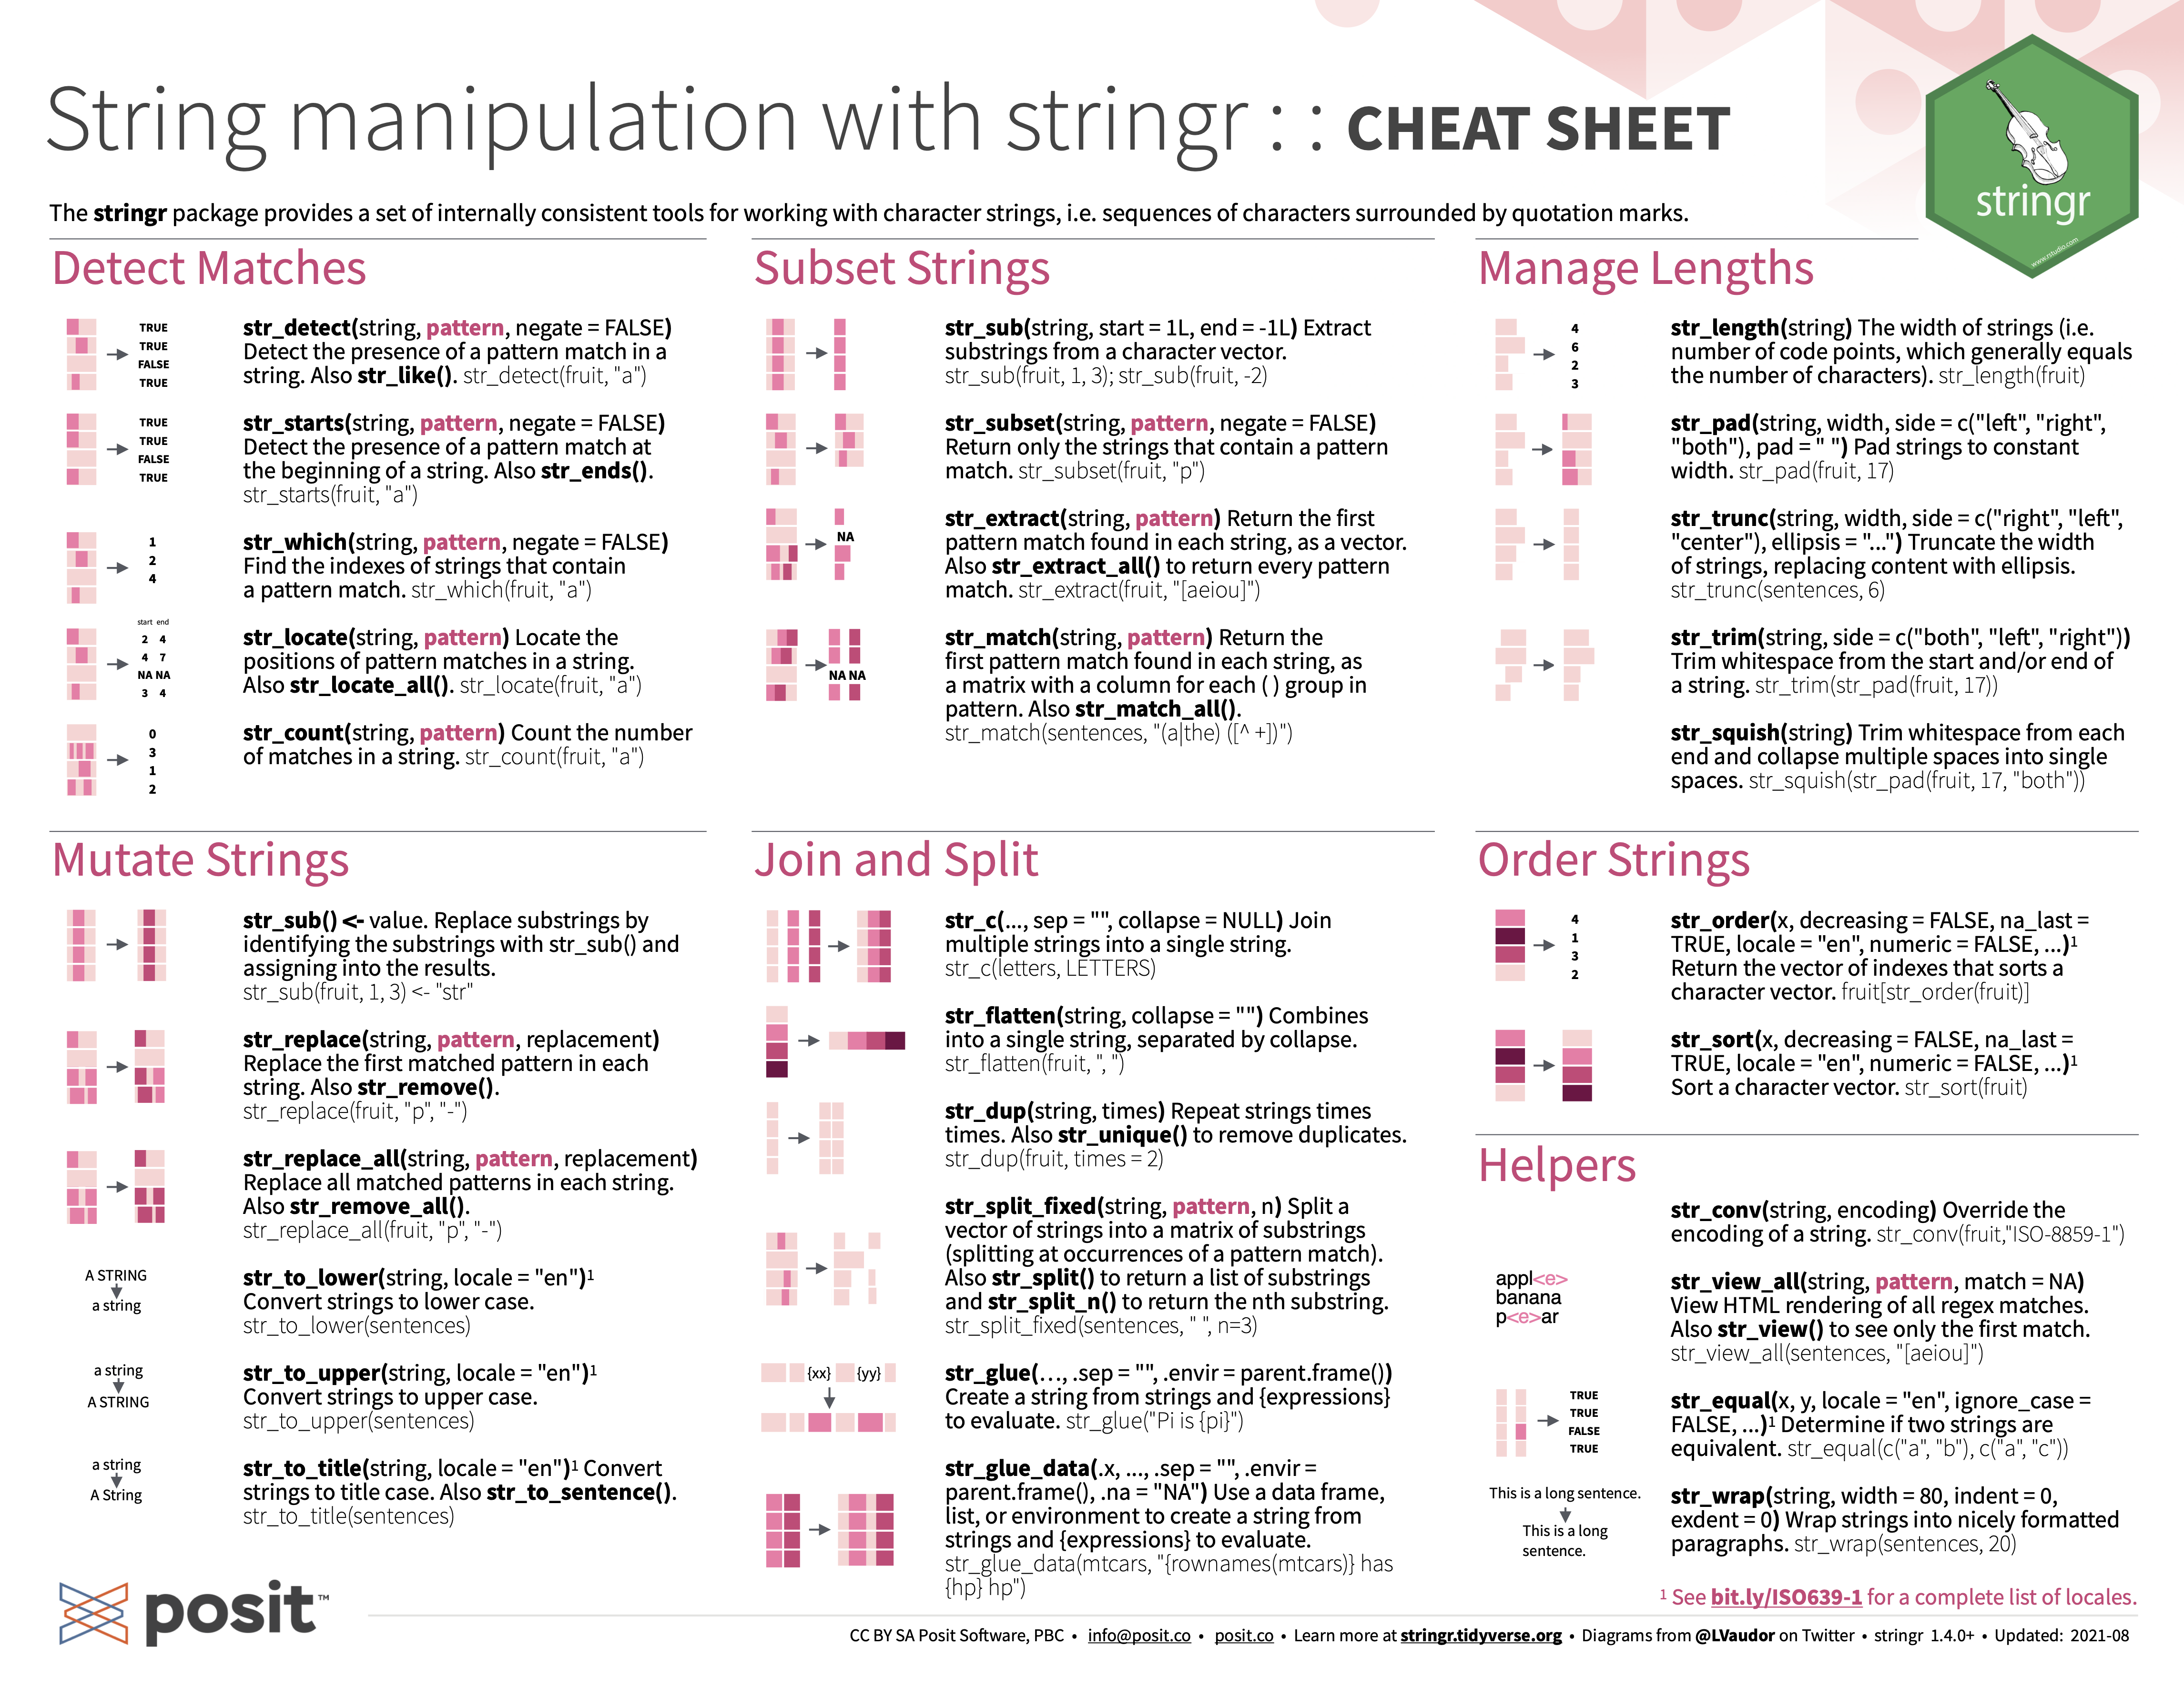 String manipulation with stringr : : CHEAT SHEET
The stringr package provides a set of internally consistent tools for working with character strings, i.e. sequences of characters surrounded by quotation marks.
stringr
www.rstudio.com
Detect Matches
TRUE
TRUE
FALSE
TRUE
str_detect(string, pattern, negate = FALSE)
Detect the presence of a pattern match in a
string. Also str_like(). str_detect(fruit, "a")
TRUE
TRUE
FALSE
TRUE
str_starts(string, pattern, negate = FALSE)
Detect the presence of a pattern match at
the beginning of a string. Also str_ends().
str_starts(fruit, "a")
1
2
4
str_which(string, pattern, negate = FALSE)
Find the indexes of strings that contain
a pattern match. str_which(fruit, "a")
start end
2 4
4 7
NA NA
3 4
str_locate(string, pattern) Locate the
positions of pattern matches in a string.
Also str_locate_all(). str_locate(fruit, "a")
0
3
1
2
str_count(string, pattern) Count the number
of matches in a string. str_count(fruit, "a")
Subset Strings
str_sub(string, start = 1L, end = -1L) Extract
substrings from a character vector.
str_sub(fruit, 1, 3); str_sub(fruit, -2)
str_subset(string, pattern, negate = FALSE)
Return only the strings that contain a pattern
match. str_subset(fruit, "p")
NA
str_extract(string, pattern) Return the first
pattern match found in each string, as a vector.
Also str_extract_all() to return every pattern
match. str_extract(fruit, "[aeiou]")
NA NA
str_match(string, pattern) Return the
first pattern match found in each string, as
a matrix with a column for each ( ) group in
pattern. Also str_match_all().
str_match(sentences, "(a|the) ([^ +])")
Manage Lengths
4
6
2
3
str_length(string) The width of strings (i.e.
number of code points, which generally equals
the number of characters). str_length(fruit)
str_pad(string, width, side = c("left", "right",
"both"), pad = " ") Pad strings to constant
width. str_pad(fruit, 17)
str_trunc(string, width, side = c("right", "left",
"center"), ellipsis = "...") Truncate the width
of strings, replacing content with ellipsis.
str_trunc(sentences, 6)
str_trim(string, side = c("both", "left", "right"))
Trim whitespace from the start and/or end of
a string. str_trim(str_pad(fruit, 17))
str_squish(string) Trim whitespace from each
end and collapse multiple spaces into single
spaces. str_squish(str_pad(fruit, 17, "both"))
Mutate Strings
str_sub() <- value. Replace substrings by
identifying the substrings with str_sub() and
assigning into the results.
str_sub(fruit, 1, 3) <- "str"
str_replace(string, pattern, replacement)
Replace the first matched pattern in each
string. Also str_remove().
str_replace(fruit, "p", "-")
str_replace_all(string, pattern, replacement)
Replace all matched patterns in each string.
Also str_remove_all().
str_replace_all(fruit, "p", "-")
A STRING
a string
str_to_lower(string, locale = "en")¹
Convert strings to lower case.
str_to_lower(sentences)
a string
A STRING
str_to_upper(string, locale = "en")¹
Convert strings to upper case.
str_to_upper(sentences)
a string
A String
str_to_title(string, locale = "en")¹ Convert
strings to title case. Also str_to_sentence().
str_to_title(sentences)
Join and Split
str_c(..., sep = "", collapse = NULL) Join
multiple strings into a single string.
str_c(letters, LETTERS)
str_flatten(string, collapse = "") Combines
into a single string, separated by collapse.
str_flatten(fruit, ", ")
str_dup(string, times) Repeat strings times
times. Also str_unique() to remove duplicates.
str_dup(fruit, times = 2)
str_split_fixed(string, pattern, n) Split a
vector of strings into a matrix of substrings
(splitting at occurrences of a pattern match).
Also str_split() to return a list of substrings
and str_split_n() to return the nth substring.
str_split_fixed(sentences, " ", n=3)
{xx} {yy}
str_glue(…, .sep = "", .envir = parent.frame())
Create a string from strings and {expressions}
to evaluate. str_glue("Pi is {pi}")
str_glue_data(.x, ..., .sep = "", .envir =
parent.frame(), .na = "NA") Use a data frame,
list, or environment to create a string from
strings and {expressions} to evaluate.
str_glue_data(mtcars, "{rownames(mtcars)} has
{hp} hp")
Order Strings
4
1
3
2
str_order(x, decreasing = FALSE, na_last =
TRUE, locale = "en", numeric = FALSE, ...)¹
Return the vector of indexes that sorts a
character vector. fruit[str_order(fruit)]
str_sort(x, decreasing = FALSE, na_last =
TRUE, locale = "en", numeric = FALSE, ...)¹
Sort a character vector. str_sort(fruit)
Helpers
str_conv(string, encoding) Override the
encoding of a string. str_conv(fruit,"ISO-8859-1")
appl<e>
banana
p<e>ar
str_view_all(string, pattern, match = NA)
View HTML rendering of all regex matches.
Also str_view() to see only the first match.
str_view_all(sentences, "[aeiou]")
TRUE
TRUE
FALSE
TRUE
str_equal(x, y, locale = "en", ignore_case =
FALSE, ...)¹ Determine if two strings are
equivalent. str_equal(c("a", "b"), c("a", "c"))
This is a long sentence.
This is a long
sentence.
str_wrap(string, width = 80, indent = 0,
exdent = 0) Wrap strings into nicely formatted
paragraphs. str_wrap(sentences, 20)
¹ See bit.ly/ISO639-1 for a complete list of locales.
posit™
CC BY SA Posit Software, PBC • info@posit.co • posit.co • Learn more at stringr.tidyverse.org • Diagrams from @LVaudor on Twitter • stringr 1.4.0+ • Updated: 2021-08